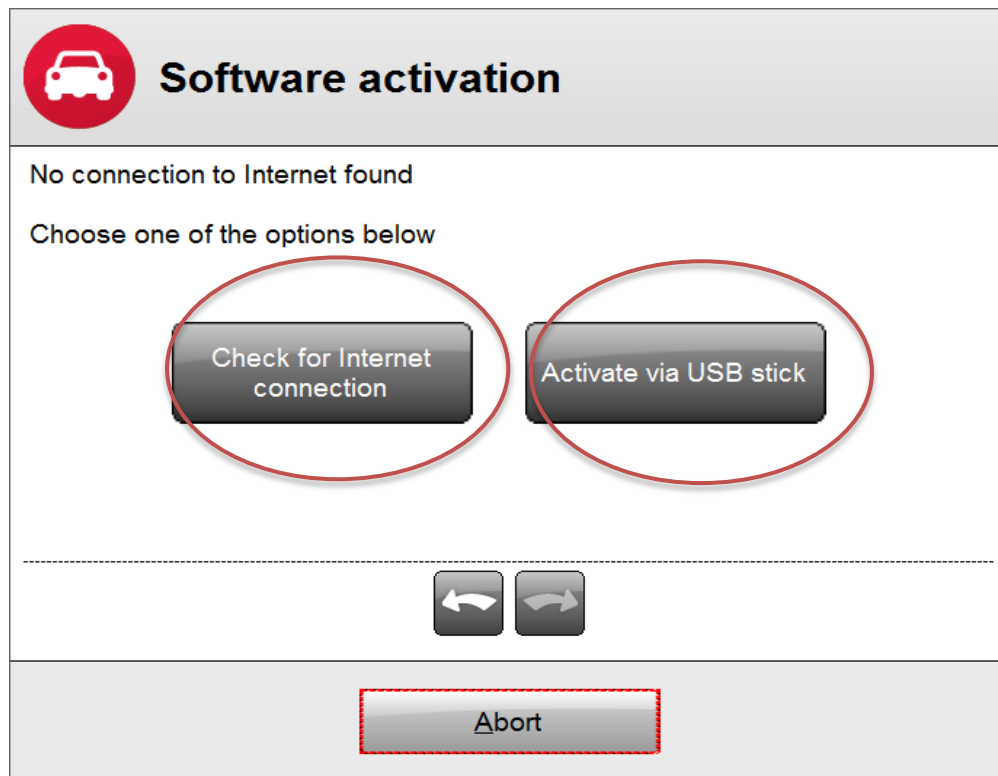 Software activation
No connection to Internet found
Choose one of the options below
Check for Internet
connection
Activate via USB stick
Abort